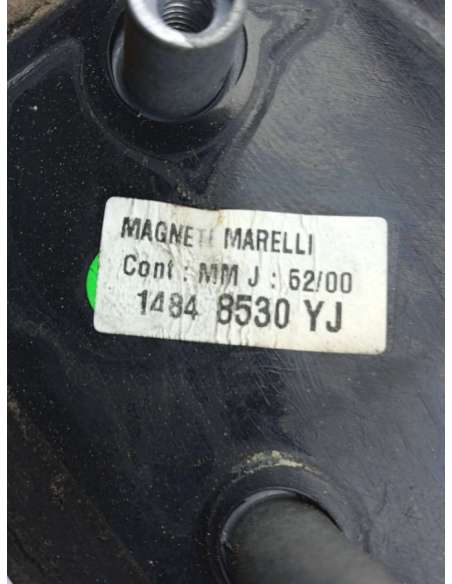 MAGNETI MARELLI
Cont : MM J : 62/00
1484 8530 YJ